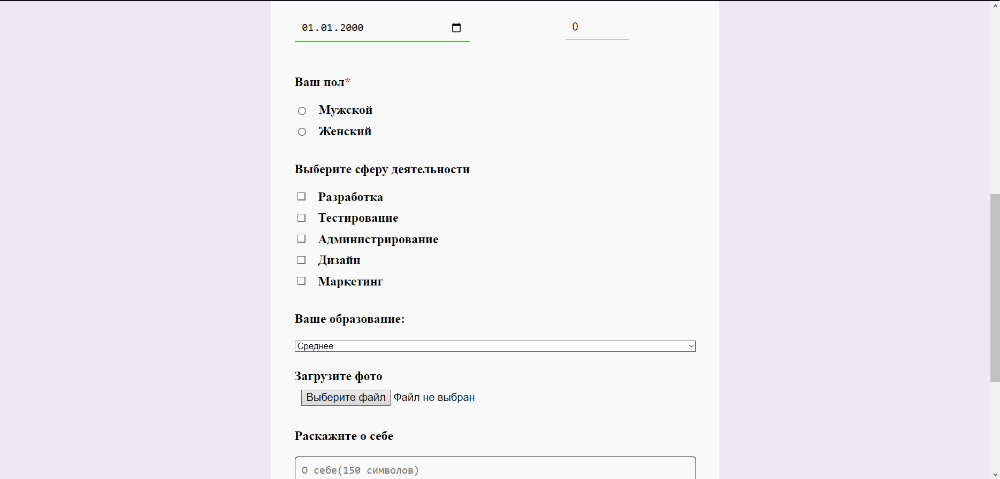 01.01.2000 0
Ваш пол*
Мужской
Женский
Выберите сферу деятельности
Разработка
Тестирование
Администрирование
Дизайн
Маркетинг
Ваше образование:
Среднее
Загрузите фото
Выберите файл Файл не выбран
Раскажите о себе
О себе(150 символов)